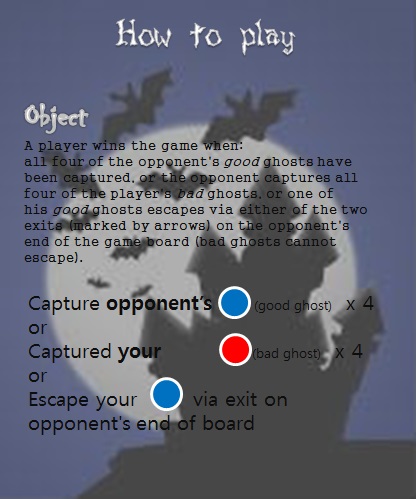 How to play
Object
A player wins the game when:
all four of the opponent's good ghosts have
been captured, or the opponent captures all
four of the player's bad ghosts, or one of
his good ghosts escapes via either of the two
exits (marked by arrows) on the opponent's
end of the game board (bad ghosts cannot
escape).
Capture opponent's (good ghost) x 4
or
Captured your (bad ghost) x 4
or
Escape your via exit on
opponent's end of board